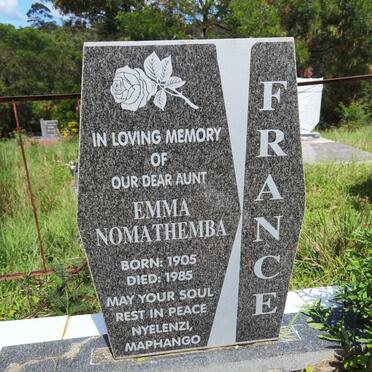 IN LOVING MEMORY
OF
OUR DEAR AUNT
EMMA
NOMATHEMBA
BORN: 1905
DIED: 1985
MAY YOUR SOUL
REST IN PEACE
NYELENZI,
MAPHANGO
FRANCE